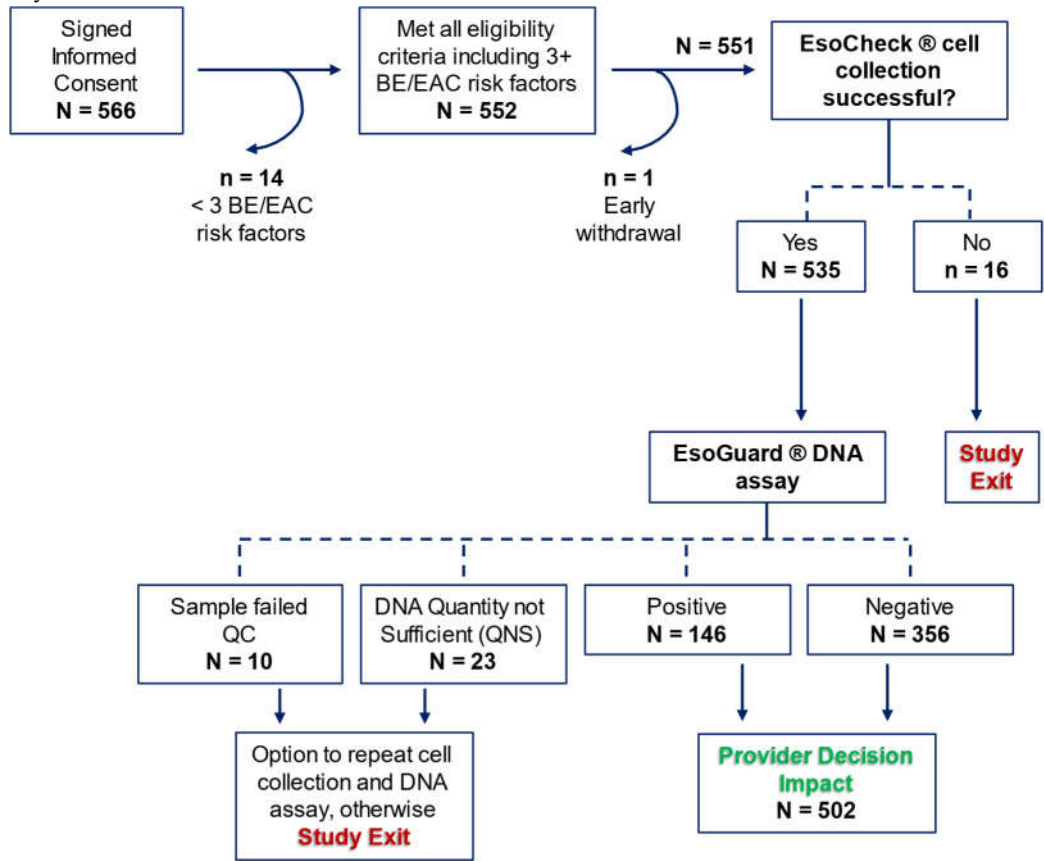 Signed
Informed
Consent
N = 566
Met all eligibility
criteria including 3+
BE/EAC risk factors
N = 552
N = 551
EsoCheck ® cell
collection
successful?
n = 14
< 3 BE/EAC
risk factors
n = 1
Early
withdrawal
Yes
N = 535
No
n = 16
EsoGuard ® DNA
assay
Study
Exit
Sample failed
QC
N = 10
DNA Quantity not
Sufficient (QNS)
N = 23
Positive
N = 146
Negative
N = 356
Option to repeat cell
collection and DNA
assay, otherwise
Study Exit
Provider Decision
Impact
N = 502